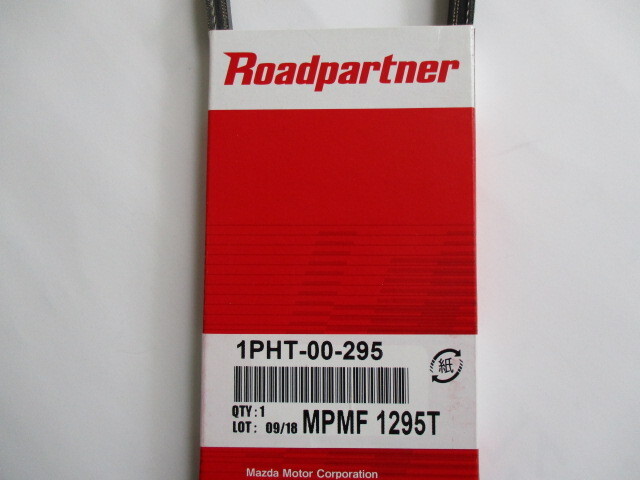 Roadpartner
1PHT-00-295
紙
QTY: 1
LOT: 09/18 MPMF 1295T
Mazda Motor Corporation